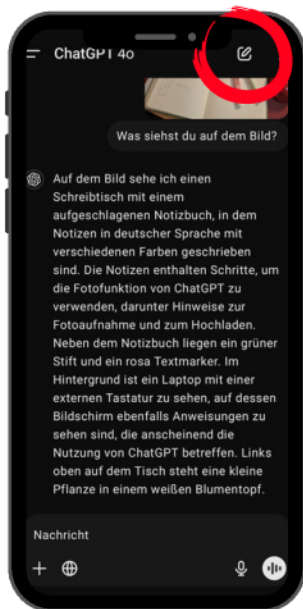 ChatGPT 4o
Was siehst du auf dem Bild?
Auf dem Bild sehe ich einen
Schreibtisch mit einem
aufgeschlagenen Notizbuch, in dem
Notizen in deutscher Sprache mit
verschiedenen Farben geschrieben
sind. Die Notizen enthalten Schritte, um
die Fotofunktion von ChatGPT zu
verwenden, darunter Hinweise zur
Fotoaufnahme und zum Hochladen.
Neben dem Notizbuch liegen ein grüner
Stift und ein rosa Textmarker. Im
Hintergrund ist ein Laptop mit einer
externen Tastatur zu sehen, auf dessen
Bildschirm ebenfalls Anweisungen zu
sehen sind, die anscheinend die
Nutzung von ChatGPT betreffen. Links
oben auf dem Tisch steht eine kleine
Pflanze in einem weißen Blumentopf.
Nachricht